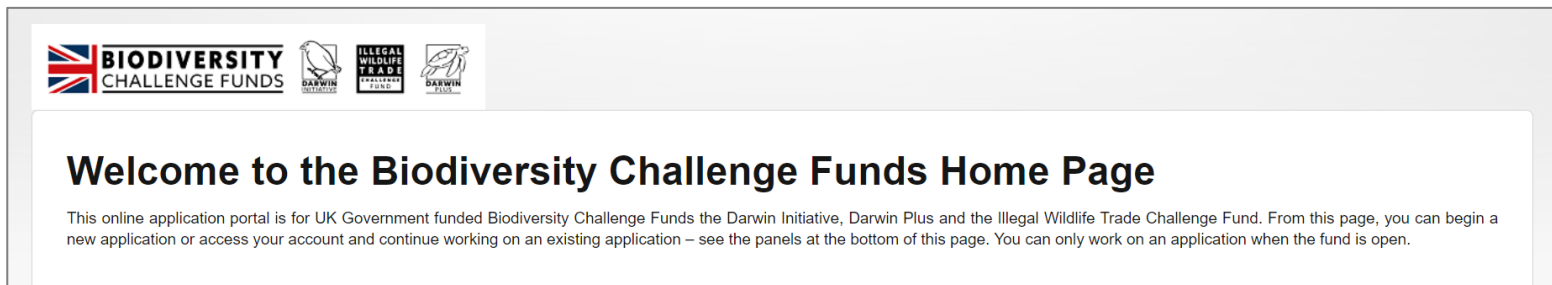 BIODIVERSITY
CHALLENGE FUNDS
DARWIN
INITIATIVE
ILLEGAL
WILDLIFE
TRADE
CHALLENGE
FUND
DARWIN
PLUS
Welcome to the Biodiversity Challenge Funds Home Page
This online application portal is for UK Government funded Biodiversity Challenge Funds the Darwin Initiative, Darwin Plus and the Illegal Wildlife Trade Challenge Fund. From this page, you can begin a
new application or access your account and continue working on an existing application – see the panels at the bottom of this page. You can only work on an application when the fund is open.